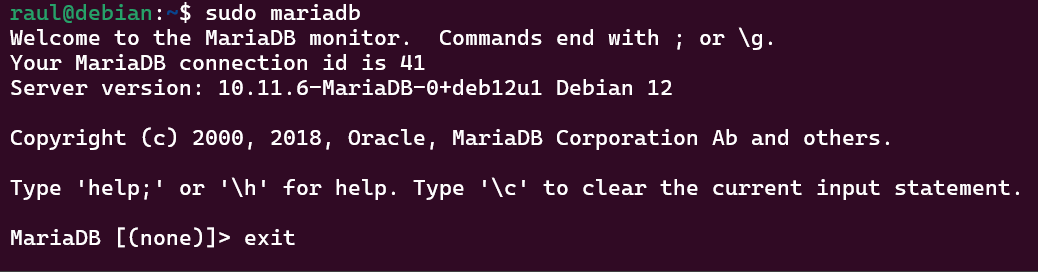 raul@debian:~$ sudo mariadb
Welcome to the MariaDB monitor.  Commands end with ; or \g.
Your MariaDB connection id is 41
Server version: 10.11.6-MariaDB-0+deb12u1 Debian 12

Copyright (c) 2000, 2018, Oracle, MariaDB Corporation Ab and others.

Type 'help;' or '\h' for help. Type '\c' to clear the current input statement.

MariaDB [(none)]> exit